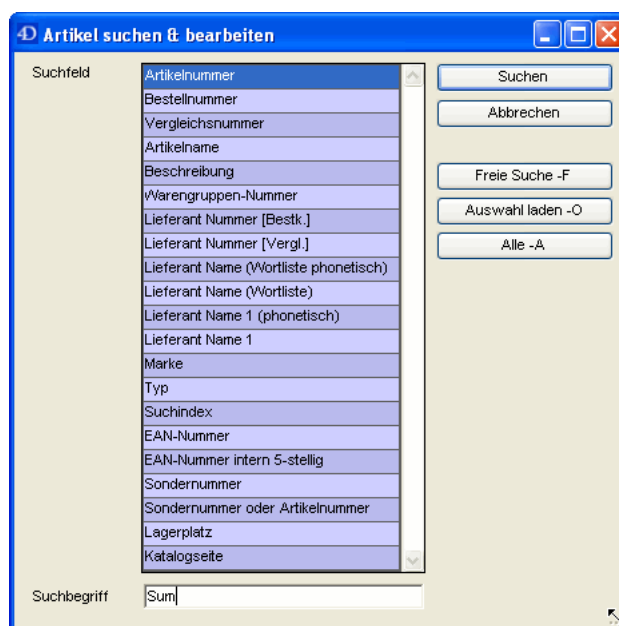 4D Artikel suchen & bearbeiten
Suchfeld
Artikelnummer
Bestellnummer
Vergleichsnummer
Artikelname
Beschreibung
Warengruppen-Nummer
Lieferant Nummer [Bestk.]
Lieferant Nummer [Vergl.]
Lieferant Name (Wortliste phonetisch)
Lieferant Name (Wortliste)
Lieferant Name 1 (phonetisch)
Lieferant Name 1
Marke
Typ
Suchindex
EAN-Nummer
EAN-Nummer intern 5-stellig
Sondernummer
Sondernummer oder Artikelnummer
Lagerplatz
Katalogseite
Suchen
Abbrechen
Freie Suche -F
Auswahl laden -O
Alle -A
Suchbegriff
Sum